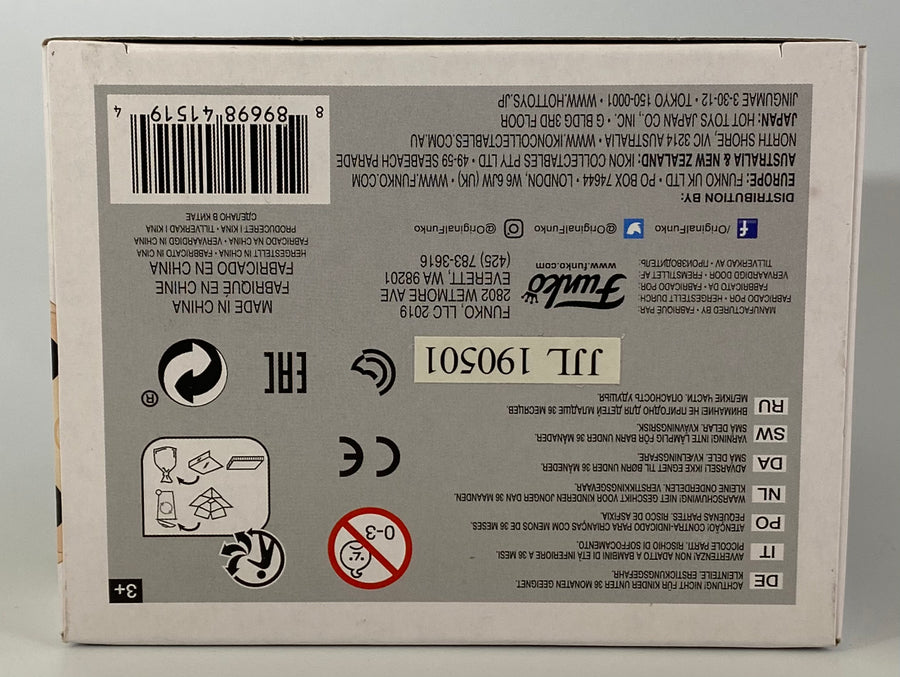 3+
DE ACHTUNG! NICHT FÜR KINDER UNTER 36 MONATEN GEEIGNET.
KLEINTEILE. ERSTICKUNGSGEFAHR.
IT AVVERTENZA! NON ADATTO A BAMBINI DI ETÀ INFERIORE A 36 MESI.
PICCOLE PARTI. RISCHIO DI SOFFOCAMENTO.
PO ATENÇÃO: CONTRA-INDICADO PARA CRIANÇAS COM MENOS DE 36 MESES.
PEQUENAS PARTES. RISCO DE ASFIXIA.
NL WAARSCHUWING! NIET GESCHIKT VOOR KINDEREN JONGER DAN 36 MAANDEN.
KLEINE ONDERDELEN. VERSTIKKINGSGEVAAR.
DA ADVARSEL! IKKE EGNET TIL BØRN UNDER 36 MÅNEDER.
SMÅ DELE. KVÆLNINGSFARE.
SW VARNING! INTE LÄMPLIG FÖR BARN UNDER 36 MÅNADER.
SMÅ DELAR. KVÄVNINGSRISK.
RU ВНИМАНИЕ! НЕ ПРИГОДНО ДЛЯ ДЕТЕЙ МЛАДШЕ 36 МЕСЯЦЕВ.
МЕЛКИЕ ЧАСТИ. ОПАСНОСТЬ УДУШЬЯ.
0-3
CE
JJL 190501
EAC
®
MANUFACTURED BY • FABRIQUÉ PAR:
FABRICADO POR • HERGESTELLT DURCH:
FABBRICATO DA • FABRICADO POR:
VERVAARDIGD DOOR • FREMSTILLET AF:
TILLVERKAD AV • ПРОИЗВОДИТЕЛЬ:
Funko
www.funko.com
FUNKO, LLC 2019
2802 WETMORE AVE
EVERETT, WA 98201
(425) 783-3616
MADE IN CHINA
FABRIQUÉ EN CHINE
FABRICADO EN CHINA
HERGESTELLT IN CHINA • FABBRICATO IN CINA
FABRICADO NA CHINA • VERVAARDIGD IN CHINA
PRODUCERET I KINA • TILLVERKAD I KINA
СДЕЛАНО В КИТАЕ
/OriginalFunko @OriginalFunko @OriginalFunko
DISTRIBUTION BY:
EUROPE: FUNKO UK LTD • PO BOX 74644 • LONDON, W6 6JW (UK) • WWW.FUNKO.COM
AUSTRALIA & NEW ZEALAND: IKON COLLECTABLES PTY LTD • 49-59 SEABEACH PARADE
NORTH SHORE, VIC 3214 AUSTRALIA • WWW.IKONCOLLECTABLES.COM.AU
JAPAN: HOT TOYS JAPAN CO., INC. • G BLDG 3RD FLOOR
JINGUMAE 3-30-12 • TOKYO 150-0001 • WWW.HOTTOYS.JP
8 89698 41519 4